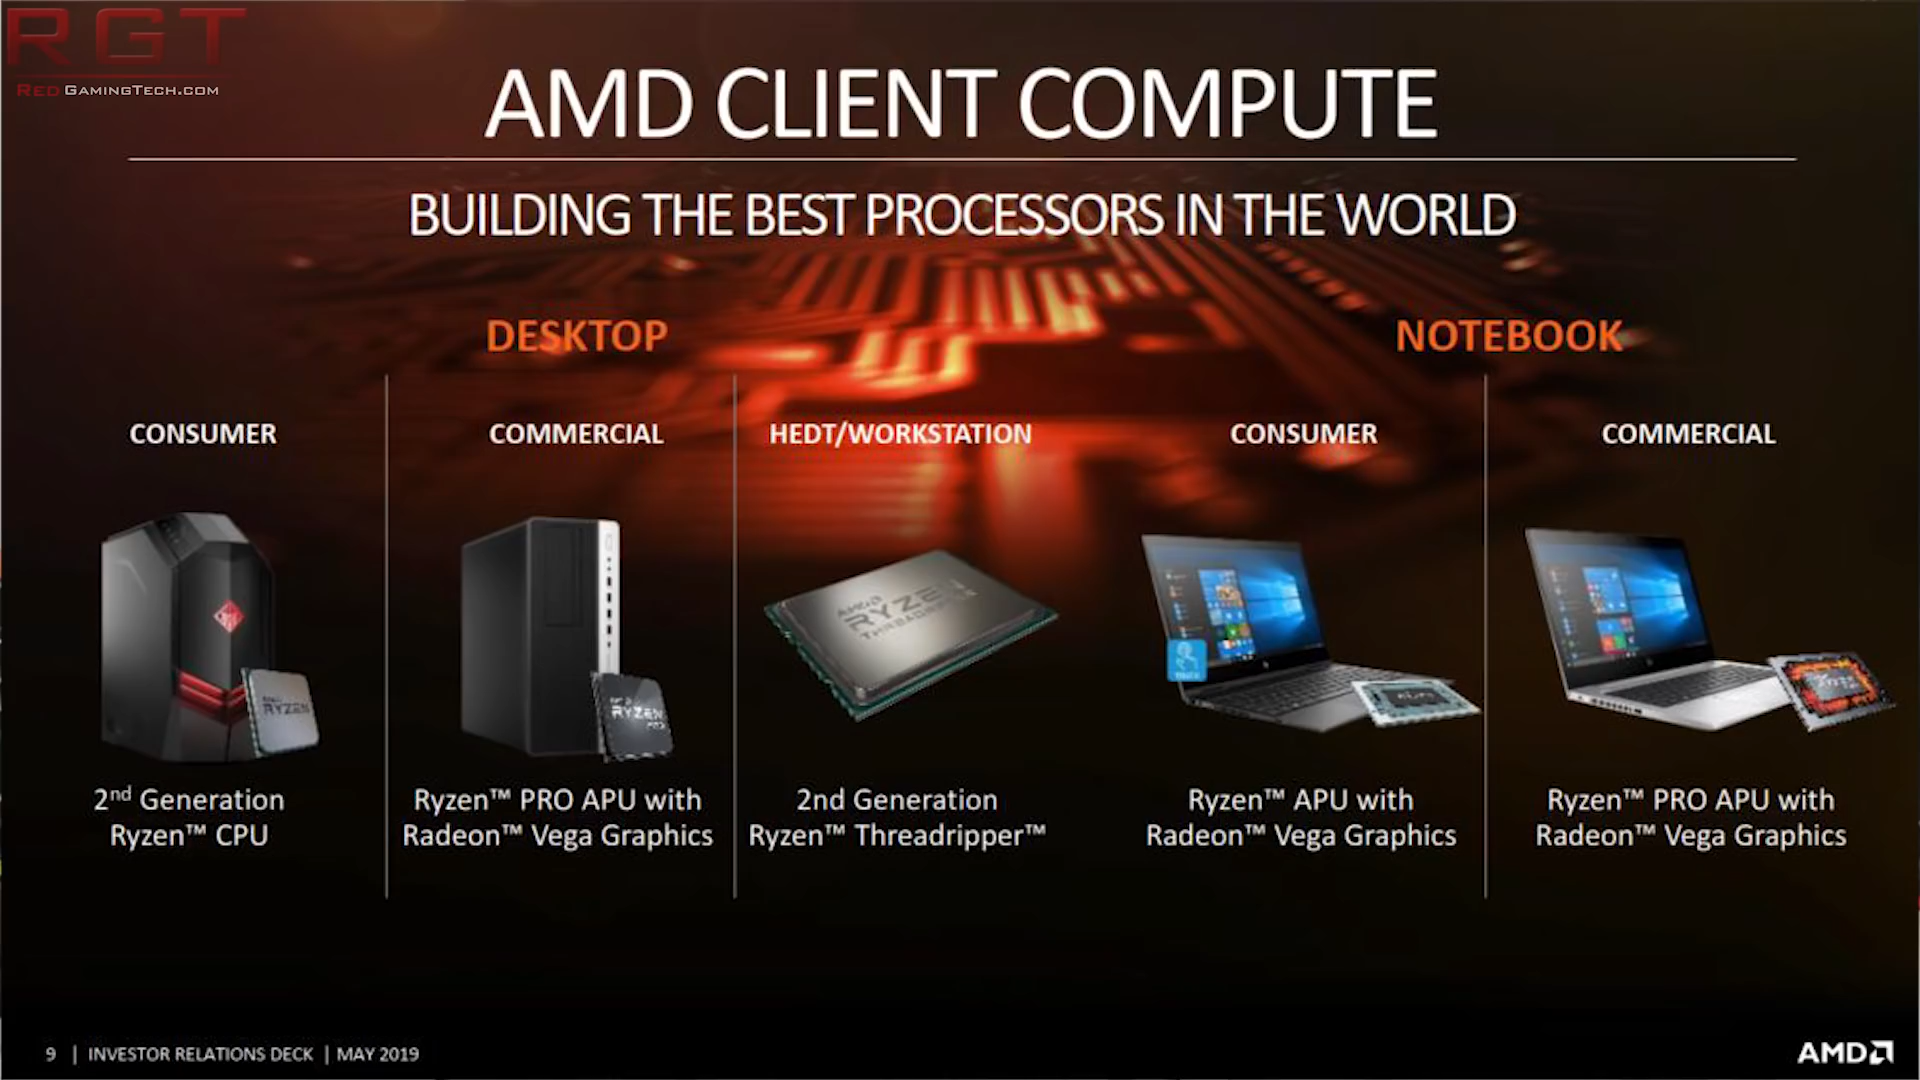 RGT
REDGAMINGTECH.COM
AMD CLIENT COMPUTE
BUILDING THE BEST PROCESSORS IN THE WORLD
DESKTOP
NOTEBOOK
CONSUMER
COMMERCIAL
HEDT/WORKSTATION
CONSUMER
COMMERCIAL
AMD
RYZEN
THREADRIPPER
RYZEN
RYZEN
2nd Generation
Ryzen™ CPU
Ryzen™ PRO APU with
Radeon™ Vega Graphics
2nd Generation
Ryzen™ Threadripper™
Ryzen™ APU with
Radeon™ Vega Graphics
Ryzen™ PRO APU with
Radeon™ Vega Graphics
9 | INVESTOR RELATIONS DECK | MAY 2019
AMD